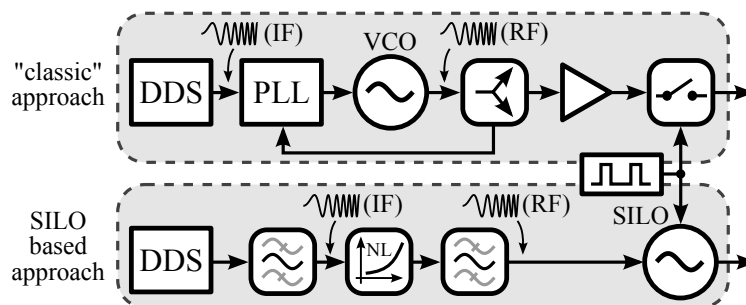 "classic"
approach
(IF)
VCO
(RF)
DDS
PLL
SILO
based
approach
(IF)
(RF)
SILO
DDS
NL